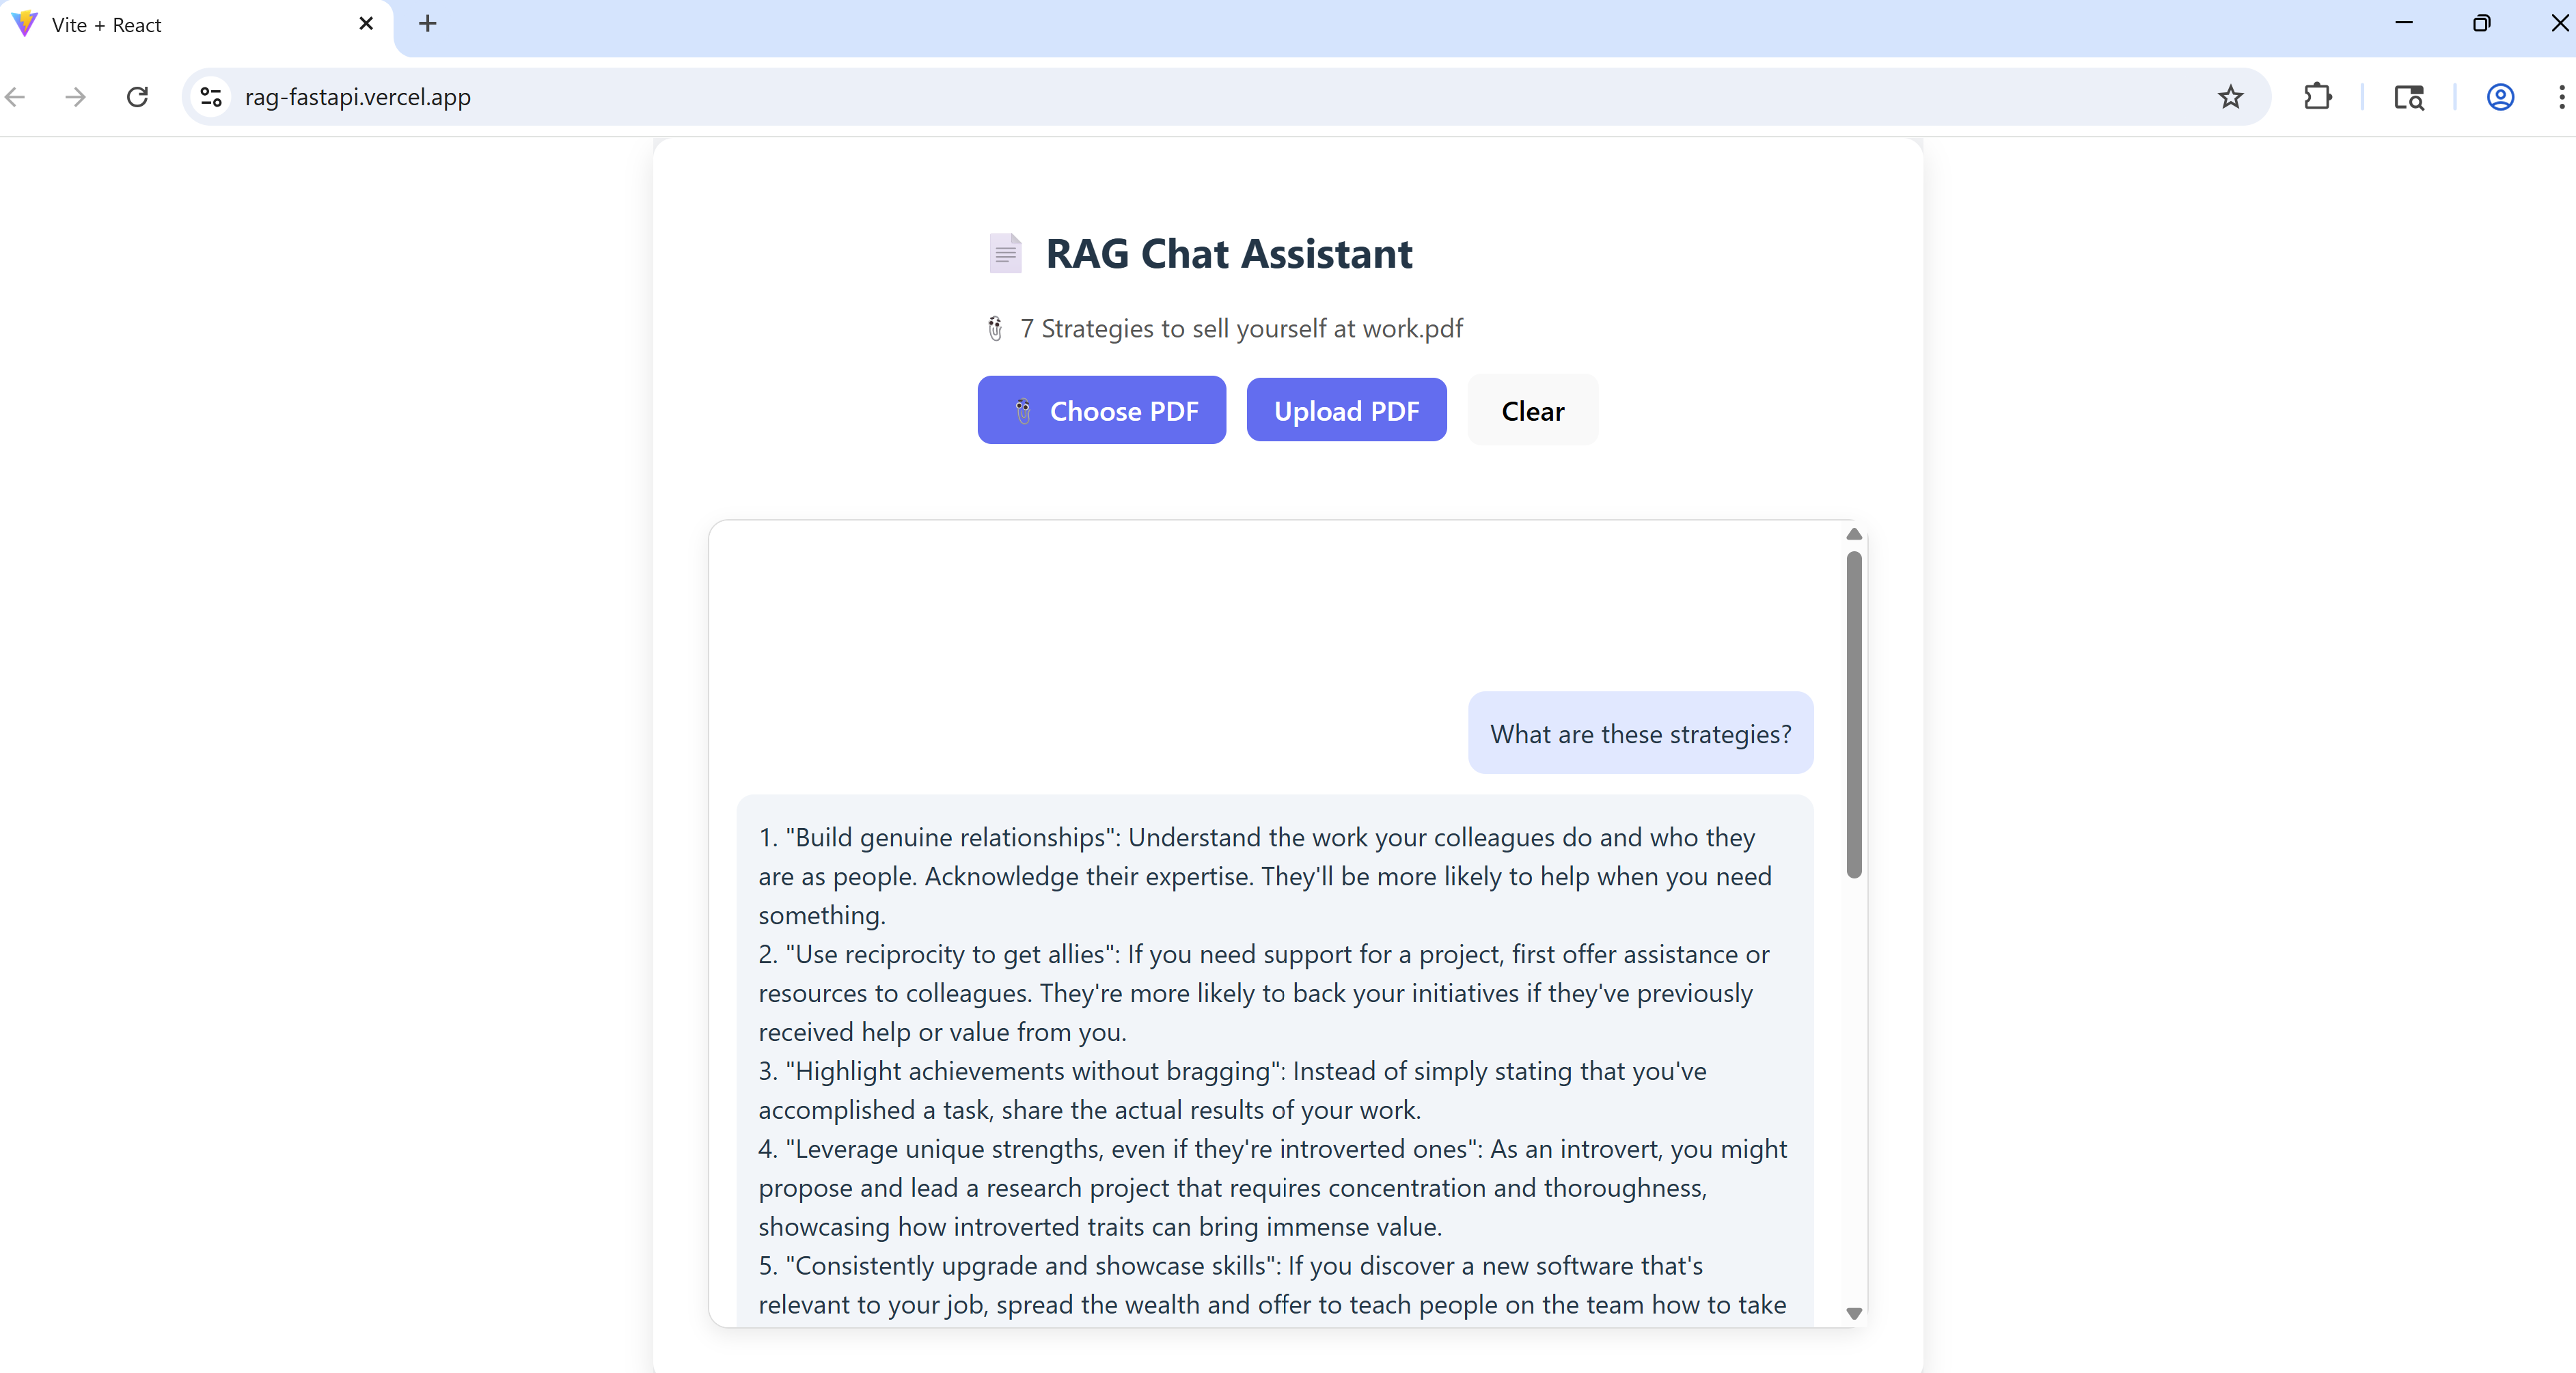 Vite + React
rag-fastapi.vercel.app
RAG Chat Assistant
7 Strategies to sell yourself at work.pdf
Choose PDF
Upload PDF
Clear
What are these strategies?
1. "Build genuine relationships": Understand the work your colleagues do and who they
are as people. Acknowledge their expertise. They'll be more likely to help when you need
something.
2. "Use reciprocity to get allies": If you need support for a project, first offer assistance or
resources to colleagues. They're more likely to back your initiatives if they've previously
received help or value from you.
3. "Highlight achievements without bragging": Instead of simply stating that you've
accomplished a task, share the actual results of your work.
4. "Leverage unique strengths, even if they're introverted ones": As an introvert, you might
propose and lead a research project that requires concentration and thoroughness,
showcasing how introverted traits can bring immense value.
5. "Consistently upgrade and showcase skills": If you discover a new software that's
relevant to your job, spread the wealth and offer to teach people on the team how to take